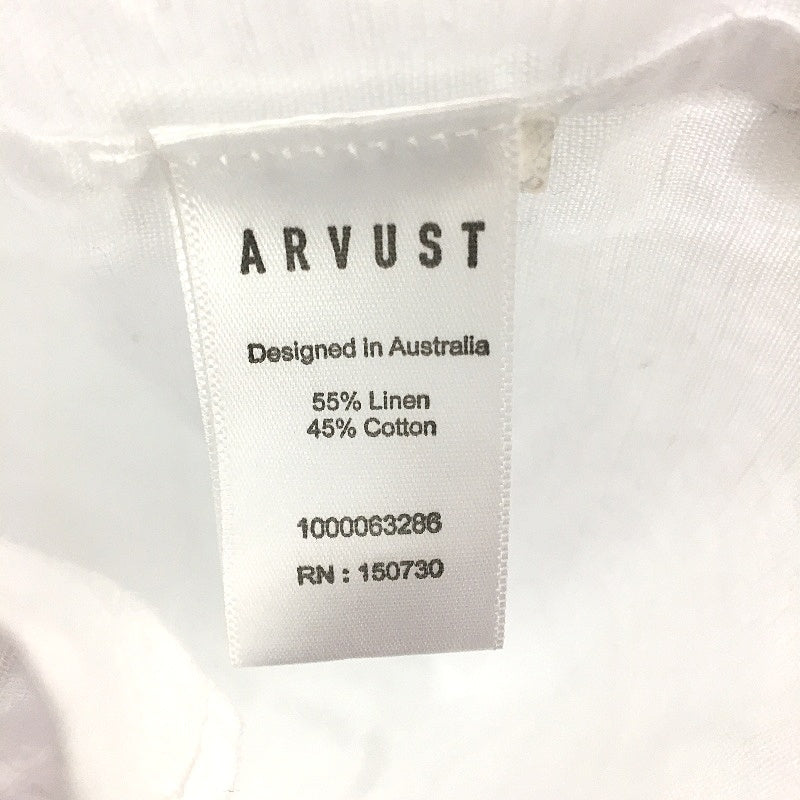 ARVUST
Designed in Australia
55% Linen
45% Cotton
1000063286
RN : 150730